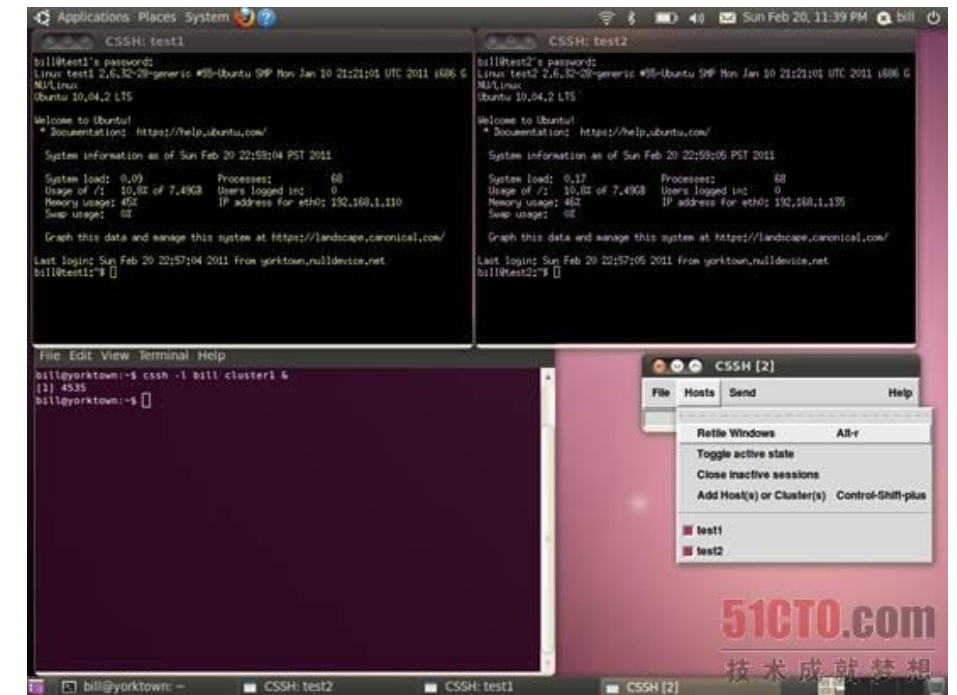 Applications Places System
Sun Feb 20, 11:39 PM bill
CSSH: test1
bill@test1's password:
Linux test1 2.6.32-28-generic #55-Ubuntu SMP Mon Jan 10 21:21:01 UTC 2011 i686 G
NU/Linux
Ubuntu 10.04.2 LTS
Welcome to Ubuntu!
* Documentation: https://help.ubuntu.com/
System information as of Sun Feb 20 22:59:04 PST 2011
System load: 0.09 Processes: 68
Usage of /: 10.8% of 7.49GB Users logged in: 0
Memory usage: 45% IP address for eth0: 192.168.1.110
Swap usage: 0%
Graph this data and manage this system at https://landscape.canonical.com/
Last login: Sun Feb 20 22:57:04 2011 from yorktown.nulldevice.net
bill@test1:~$
CSSH: test2
bill@test2's password:
Linux test2 2.6.32-28-generic #55-Ubuntu SMP Mon Jan 10 21:21:01 UTC 2011 i686 G
NU/Linux
Ubuntu 10.04.2 LTS
Welcome to Ubuntu!
* Documentation: https://help.ubuntu.com/
System information as of Sun Feb 20 22:59:05 PST 2011
System load: 0.17 Processes: 68
Usage of /: 10.8% of 7.49GB Users logged in: 0
Memory usage: 46% IP address for eth0: 192.168.1.135
Swap usage: 0%
Graph this data and manage this system at https://landscape.canonical.com/
Last login: Sun Feb 20 22:57:05 2011 from yorktown.nulldevice.net
bill@test2:~$
File Edit View Terminal Help
bill@yorktown:~$ cssh -l bill cluster1 &
[1] 4535
bill@yorktown:~$
CSSH [2]
File Hosts Send Help
Retile Windows Alt-r
Toggle active state
Close inactive sessions
Add Host(s) or Cluster(s) Control-Shift-plus
test1
test2
51CTO.com
技术成就梦想
bill@yorktown: ~ CSSH: test2 CSSH: test1 CSSH [2]